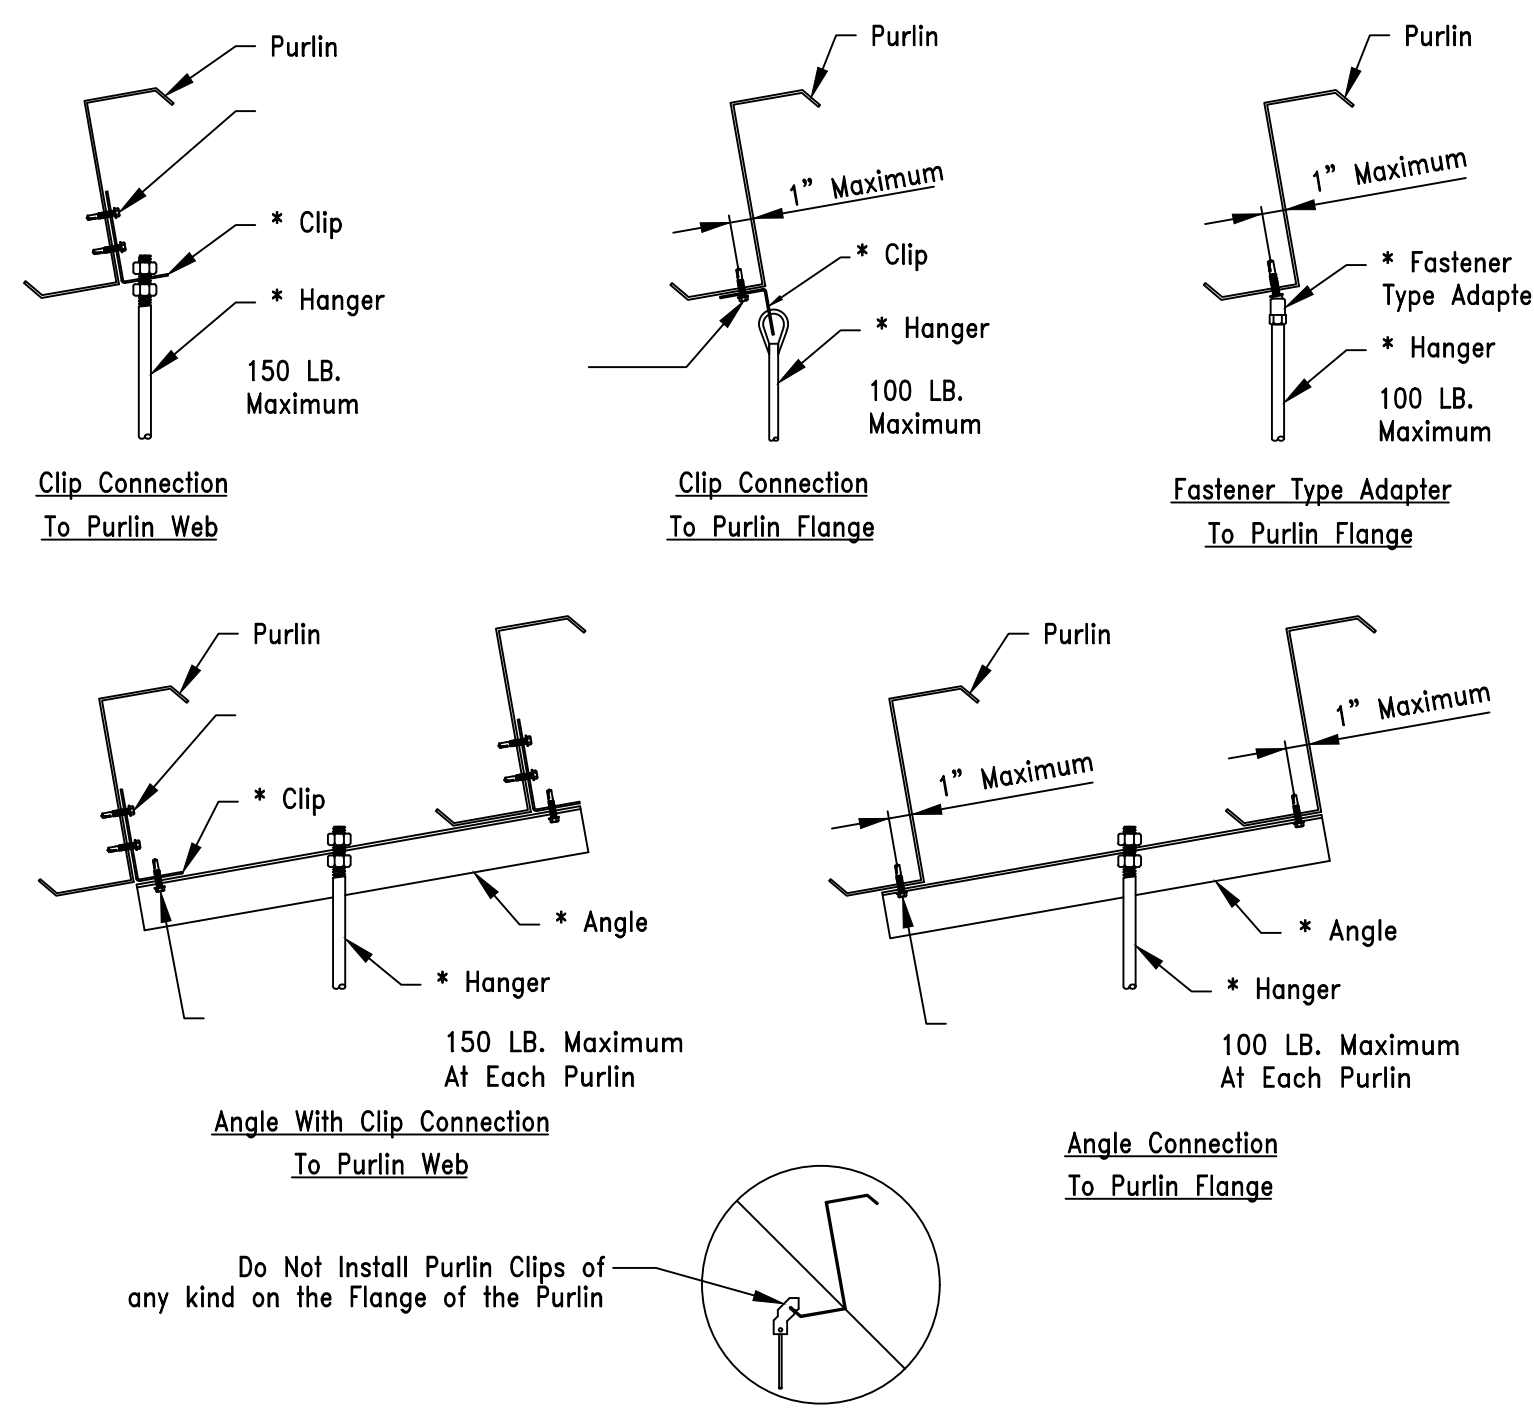 Purlin
* Clip
* Hanger
150 LB.
Maximum
Clip Connection
To Purlin Web
Purlin
1” Maximum
* Clip
* Hanger
100 LB.
Maximum
Clip Connection
To Purlin Flange
Purlin
1” Maximum
* Fastener
Type Adapte
* Hanger
100 LB.
Maximum
Fastener Type Adapter
To Purlin Flange
Purlin
* Clip
* Angle
* Hanger
150 LB. Maximum
At Each Purlin
Angle With Clip Connection
To Purlin Web
Purlin
1” Maximum
1” Maximum
* Angle
* Hanger
100 LB. Maximum
At Each Purlin
Angle Connection
To Purlin Flange
Do Not Install Purlin Clips of
any kind on the Flange of the Purlin